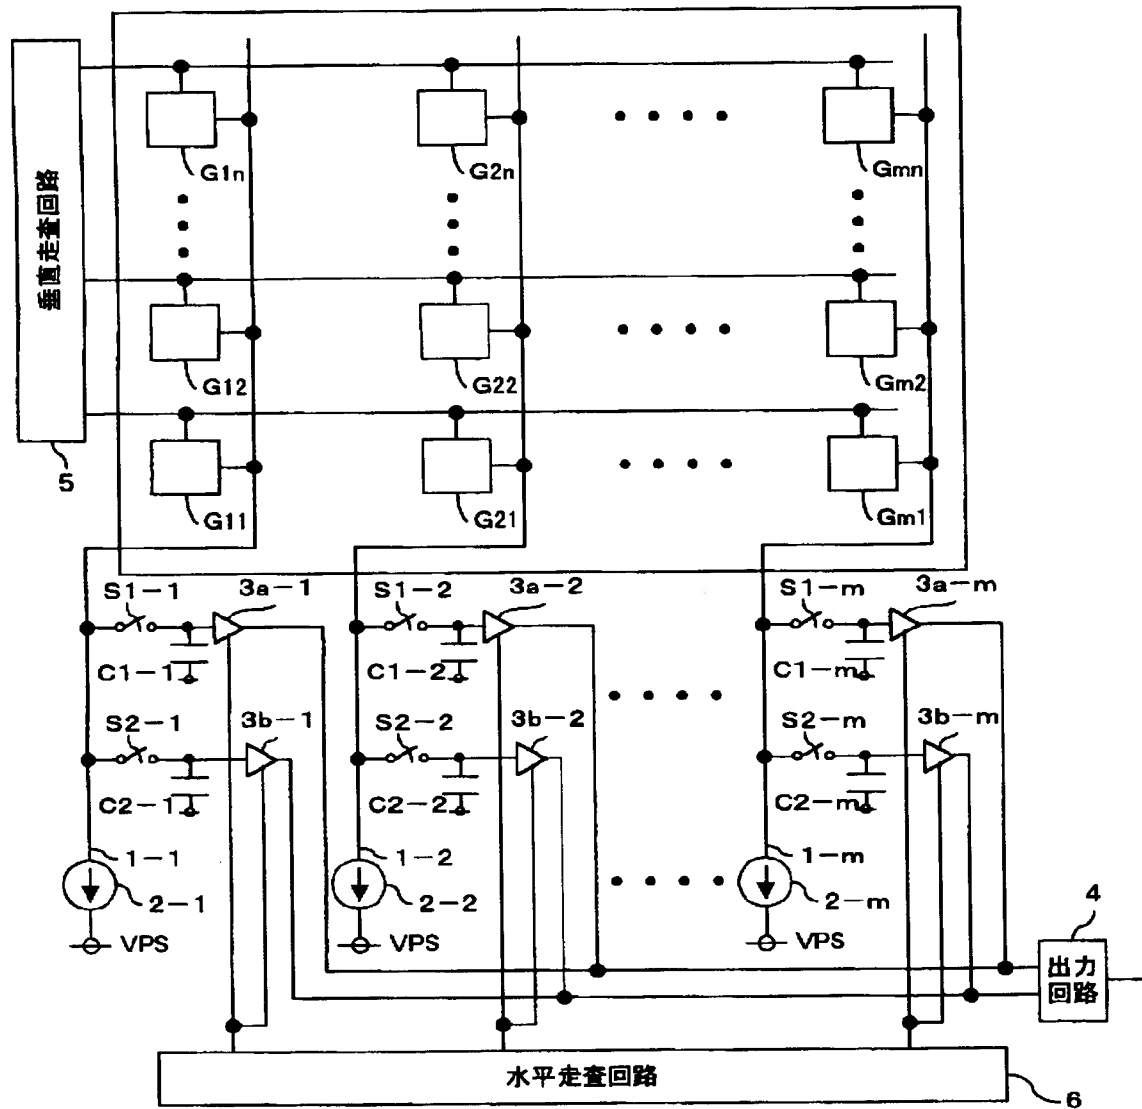 垂直走査回路
5
G1n
G2n
Gmn
G12
G22
Gm2
G11
G21
Gm1
S1-1
3a-1
S1-2
3a-2
S1-m
3a-m
C1-1
C1-2
C1-m
S2-1
3b-1
S2-2
3b-2
S2-m
3b-m
C2-1
C2-2
C2-m
1-1
1-2
1-m
2-1
2-2
2-m
VPS
VPS
VPS
4
出力
回路
水平走査回路
6